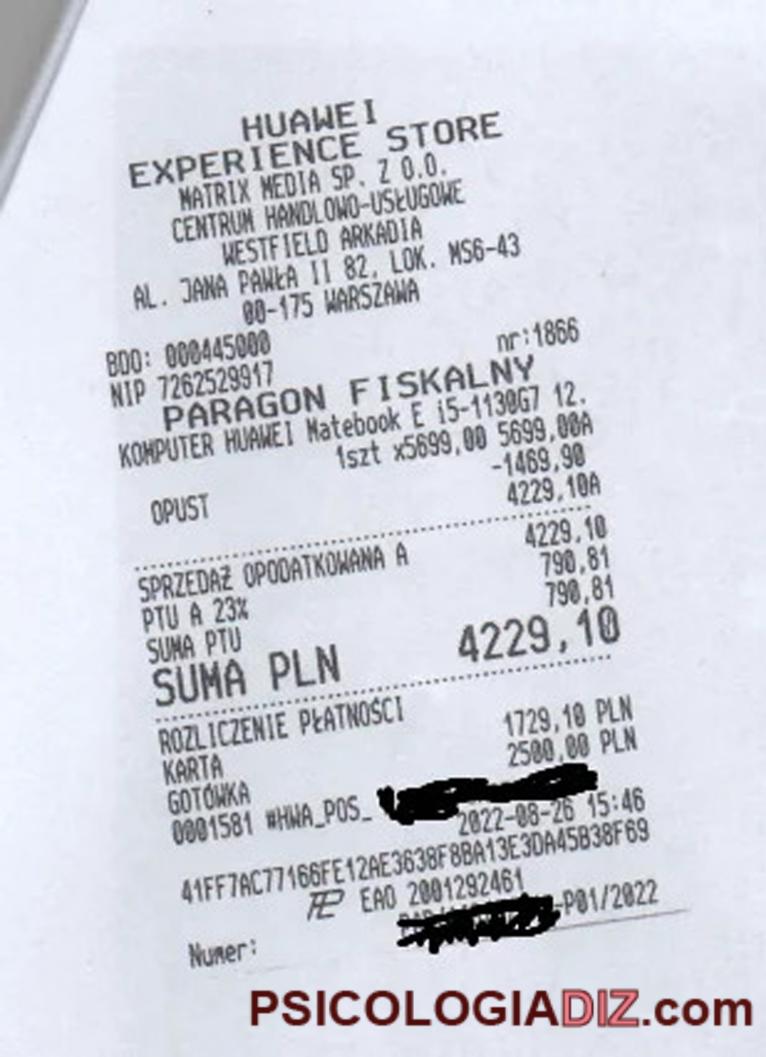 HUAWEI
EXPERIENCE STORE
MATRIX MEDIA SP. Z O.O.
CENTRUM HANDLOWO-USŁUGOWE
WESTFIELD ARKADIA
AL. JANA PAWŁA II 82, LOK. MS6-43
00-175 WARSZAWA
BDO: 000445000
NIP 7262529917 nr:1866
PARAGON FISKALNY
KOMPUTER HUAWEI Matebook E i5-1130G7 12.
1szt x5699,00 5699,00A
OPUST -1469,90
4229,10A
SPRZEDAŻ OPODATKOWANA A 4229,10
PTU A 23% 790,81
SUMA PTU 790,81
SUMA PLN 4229,10
ROZLICZENIE PŁATNOŚCI
KARTA 1729,10 PLN
GOTÓWKA 2500,00 PLN
0001581 #HWA_POS_ 2022-08-26 15:46
41FF7AC77166FE12AE3638F8BA13E3DA45B38F69
EAO 2001292461
Numer: -P01/2022
PSICOLOGIADIZ.com